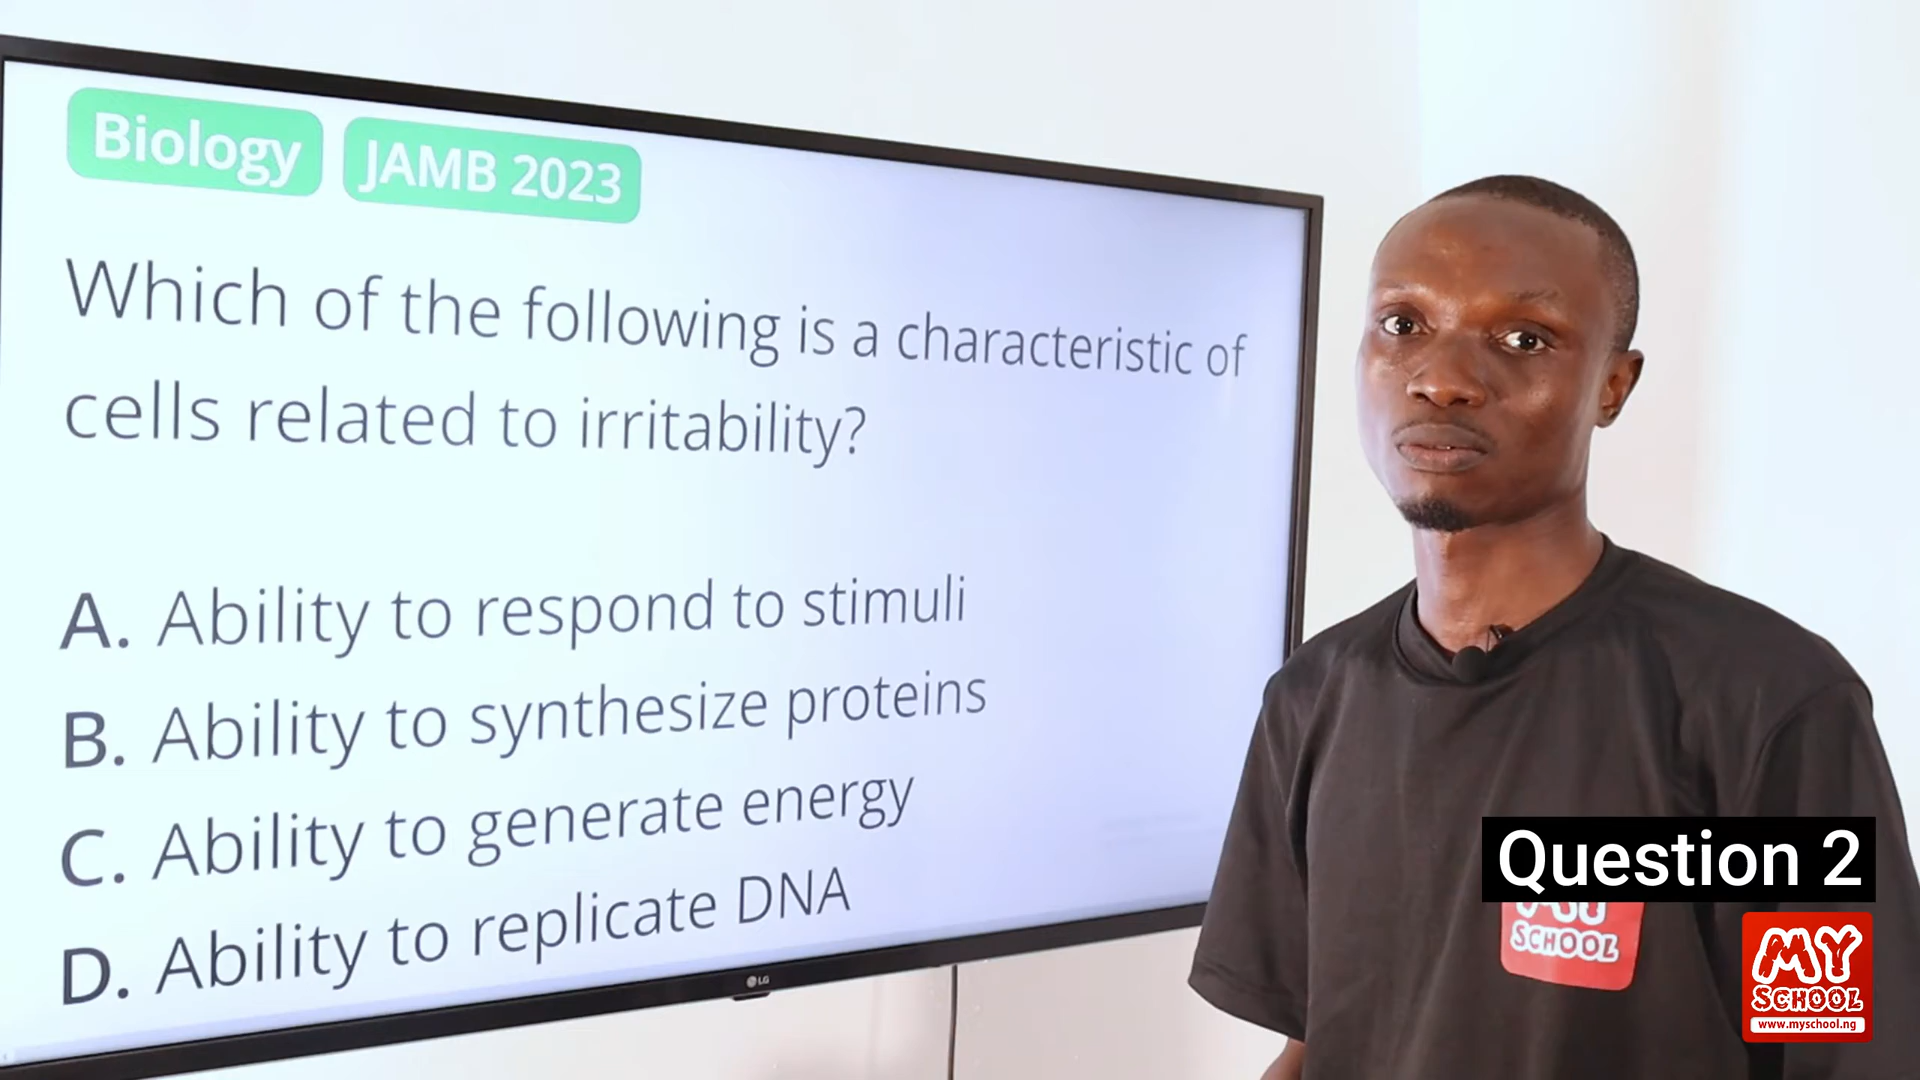 Biology JAMB 2023
Which of the following is a characteristic of
cells related to irritability?
A. Ability to respond to stimuli
B. Ability to synthesize proteins
C. Ability to generate energy
D. Ability to replicate DNA
LG
Question 2
SCHOOL
MY
SCHOOL
www.myschool.ng